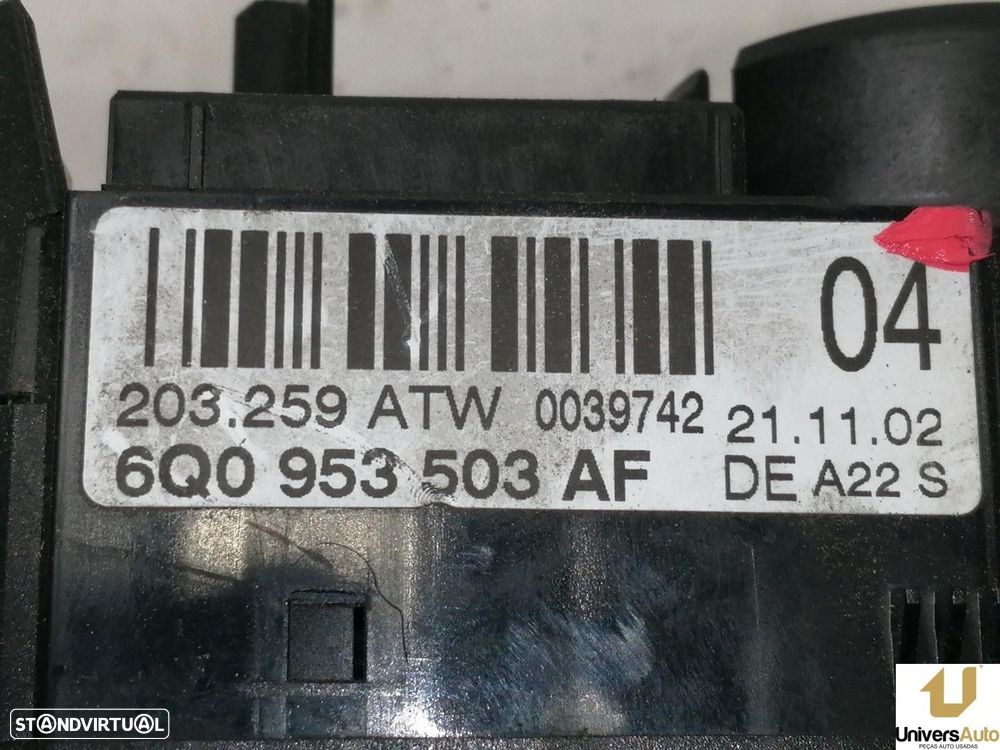 04
203.259 ATW 0039742 21.11.02
6Q0 953 503 AF DE A22 S
STANDVIRTUAL
UniversAuto
PEÇAS AUTO USADAS